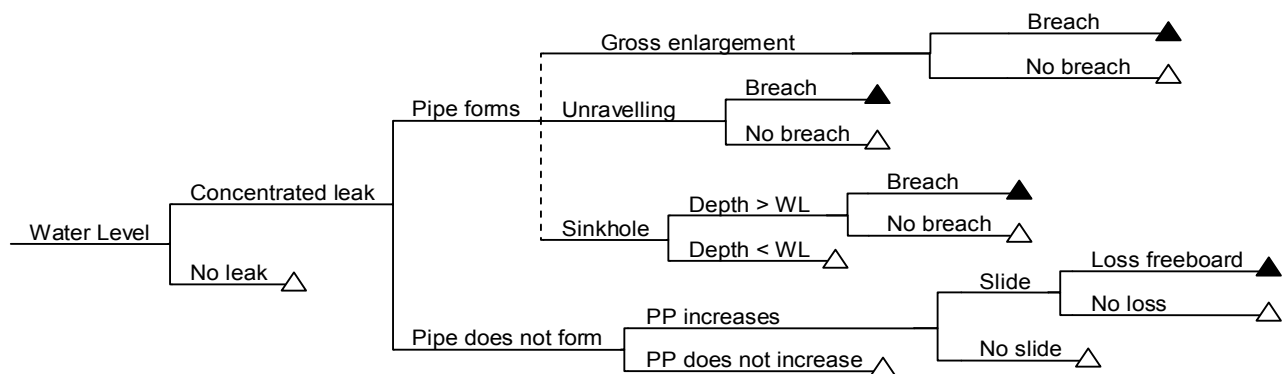 Breach
Gross enlargement
No breach
Breach
Pipe forms
Unravelling
No breach
Concentrated leak
Breach
Depth > WL
No breach
Water Level
Sinkhole
Depth < WL
No leak
Loss freeboard
Slide
No loss
PP increases
Pipe does not form
No slide
PP does not increase